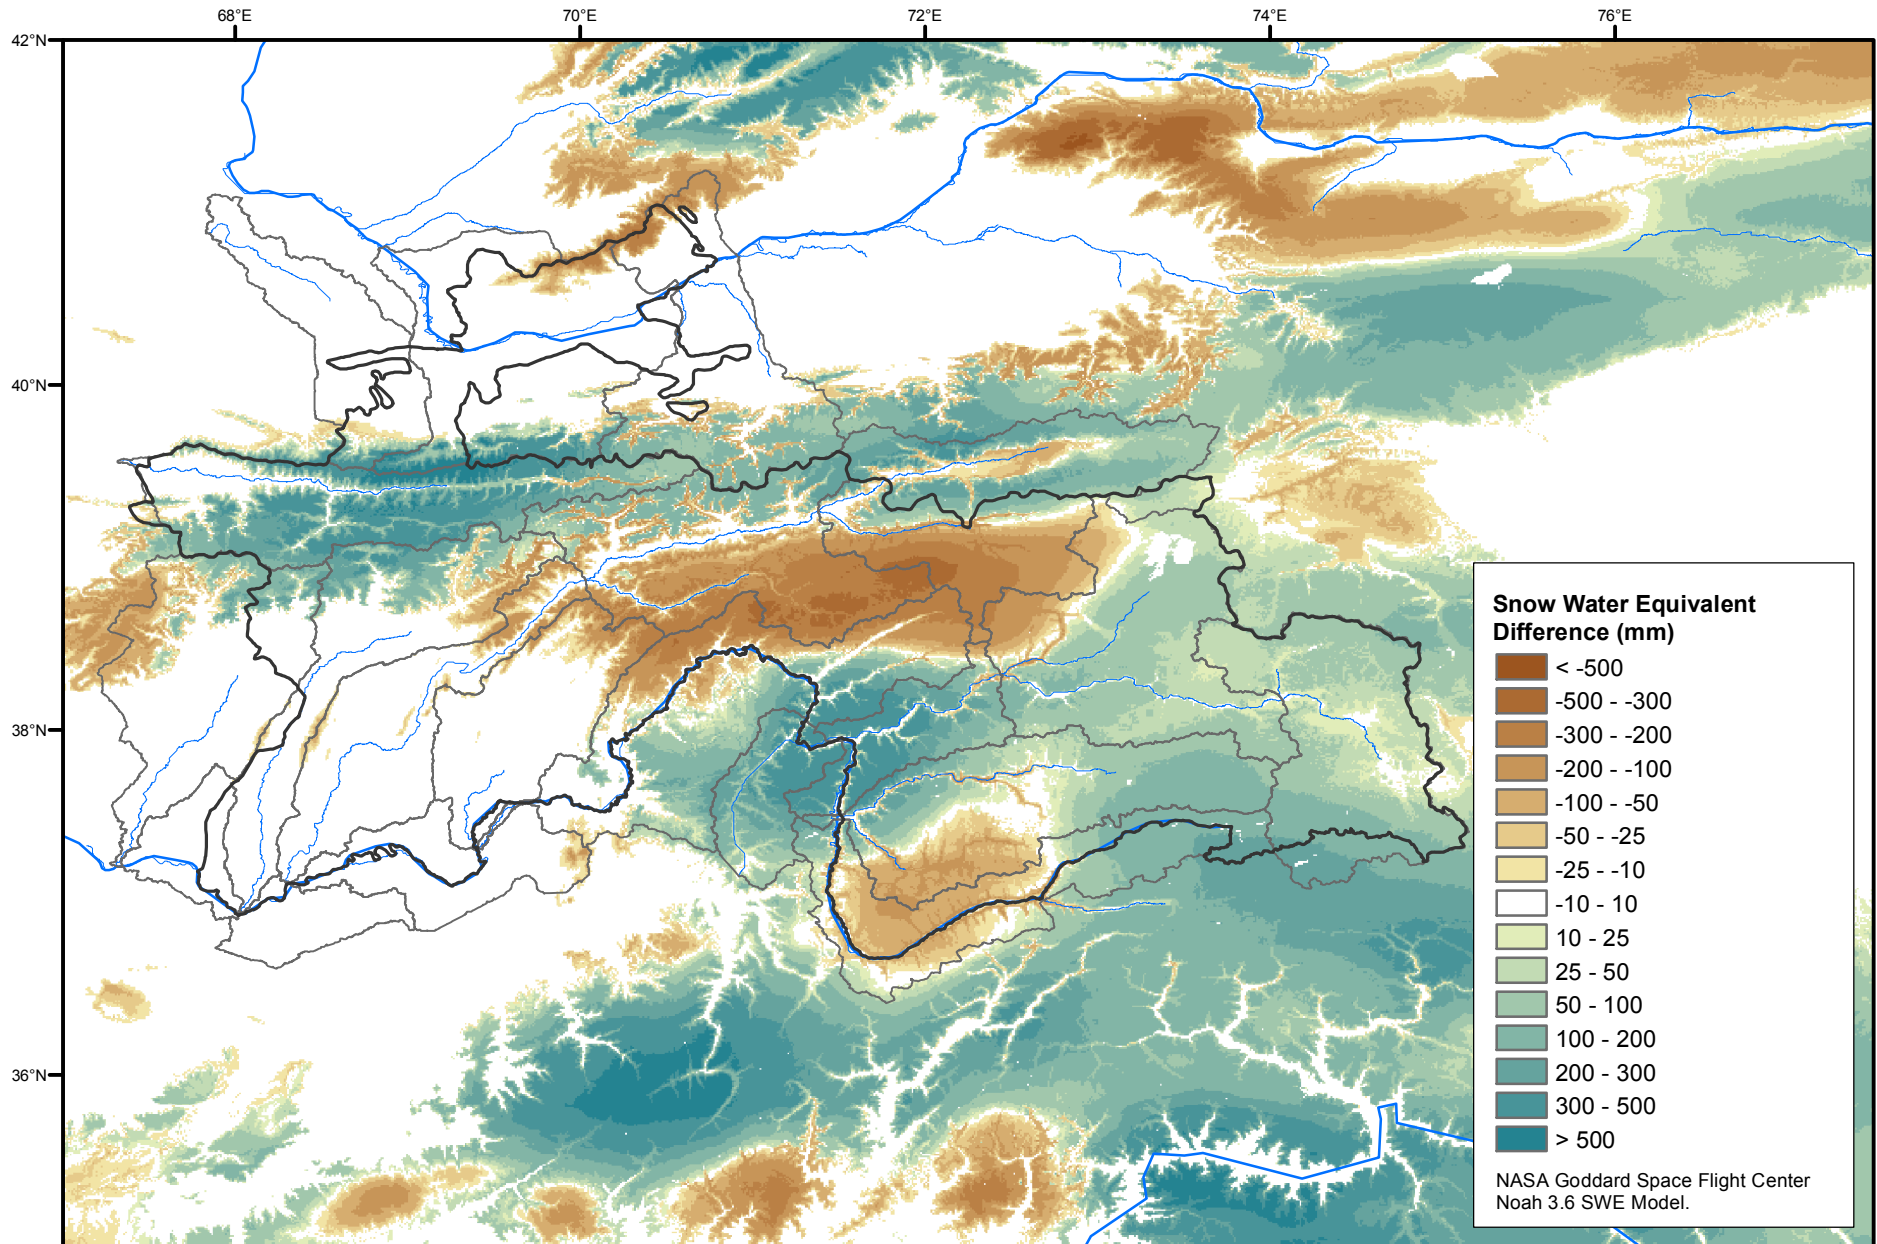 68°E 70°E 72°E 74°E 76°E
42°N
40°N
38°N
36°N
Snow Water Equivalent
Difference (mm)
< -500
-500 - -300
-300 - -200
-200 - -100
-100 - -50
-50 - -25
-25 - -10
-10 - 10
10 - 25
25 - 50
50 - 100
100 - 200
200 - 300
300 - 500
> 500
NASA Goddard Space Flight Center
Noah 3.6 SWE Model.